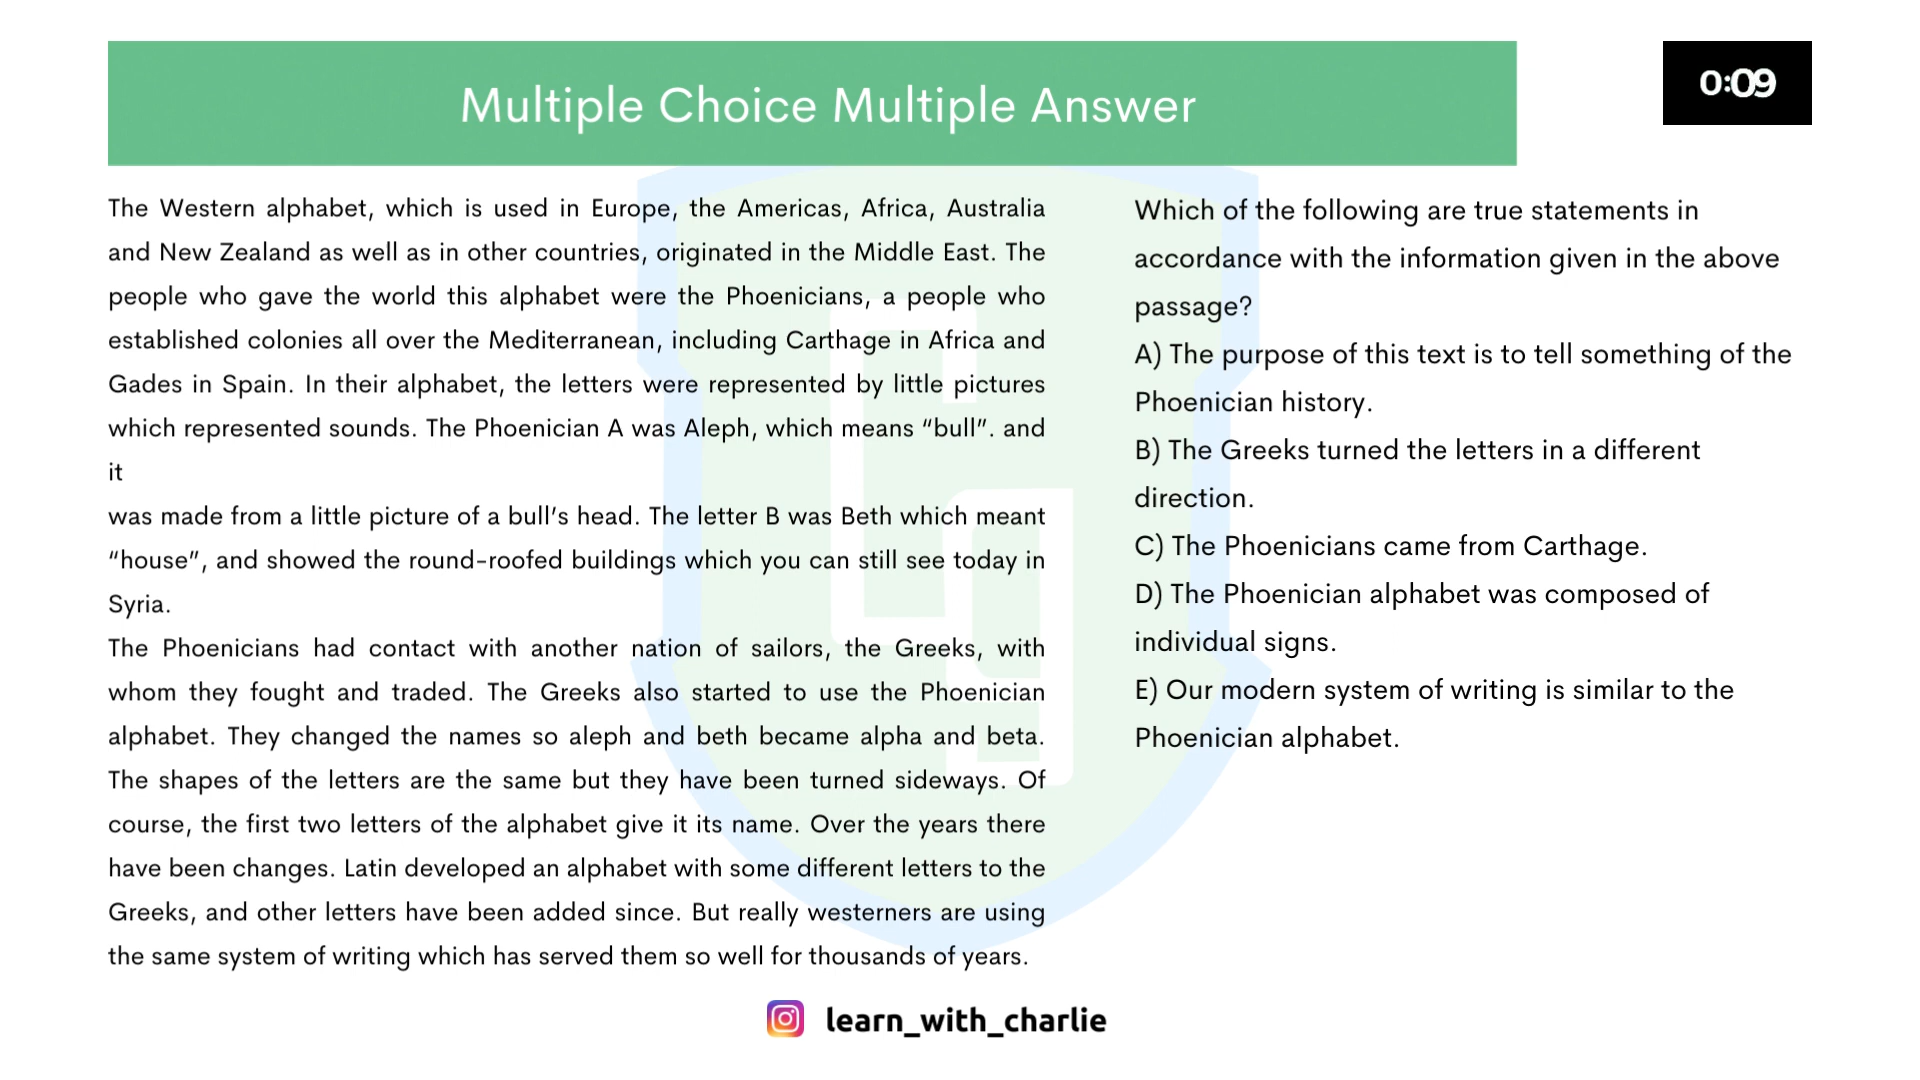 Multiple Choice Multiple Answer
0:09
The Western alphabet, which is used in Europe, the Americas, Africa, Australia
and New Zealand as well as in other countries, originated in the Middle East. The
people who gave the world this alphabet were the Phoenicians, a people who
established colonies all over the Mediterranean, including Carthage in Africa and
Gades in Spain. In their alphabet, the letters were represented by little pictures
which represented sounds. The Phoenician A was Aleph, which means “bull”. and
it
was made from a little picture of a bull’s head. The letter B was Beth which meant
“house”, and showed the round-roofed buildings which you can still see today in
Syria.
The Phoenicians had contact with another nation of sailors, the Greeks, with
whom they fought and traded. The Greeks also started to use the Phoenician
alphabet. They changed the names so aleph and beth became alpha and beta.
The shapes of the letters are the same but they have been turned sideways. Of
course, the first two letters of the alphabet give it its name. Over the years there
have been changes. Latin developed an alphabet with some different letters to the
Greeks, and other letters have been added since. But really westerners are using
the same system of writing which has served them so well for thousands of years.
Which of the following are true statements in
accordance with the information given in the above
passage?
A) The purpose of this text is to tell something of the
Phoenician history.
B) The Greeks turned the letters in a different
direction.
C) The Phoenicians came from Carthage.
D) The Phoenician alphabet was composed of
individual signs.
E) Our modern system of writing is similar to the
Phoenician alphabet.
learn_with_charlie